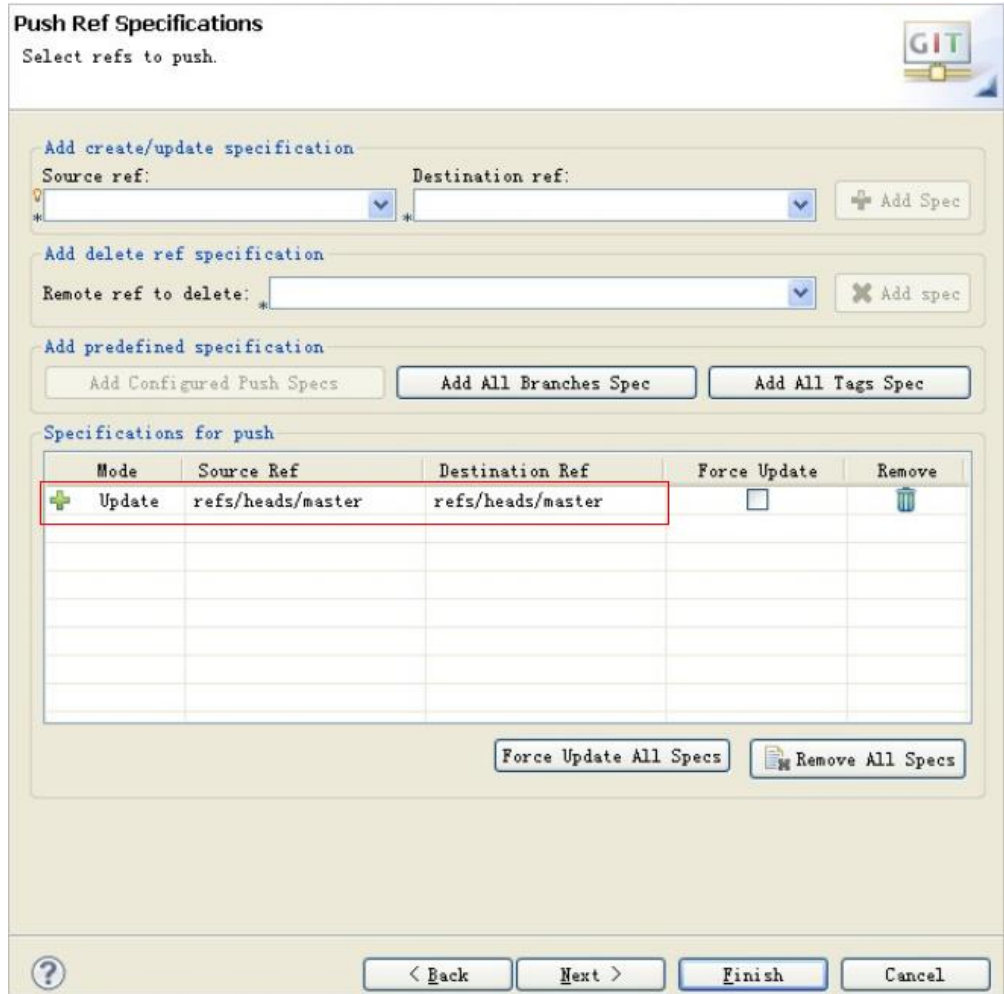 Push Ref Specifications
Select refs to push.
GIT
Add create/update specification
Source ref: Destination ref:
* * Add Spec
Add delete ref specification
Remote ref to delete: * Add spec
Add predefined specification
Add Configured Push Specs Add All Branches Spec Add All Tags Spec
Specifications for push
Mode Source Ref Destination Ref Force Update Remove
Update refs/heads/master refs/heads/master
Force Update All Specs Remove All Specs
? < Back Next > Finish Cancel